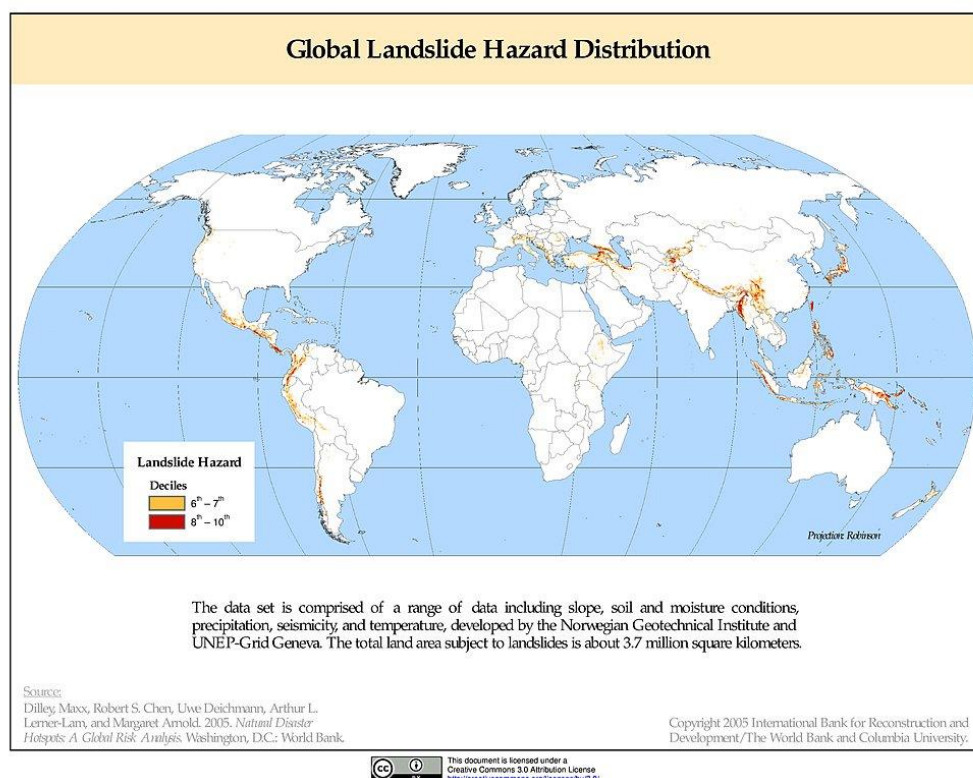 Global Landslide Hazard Distribution
Landslide Hazard
Deciles
6th – 7th
8th – 10th
Projection: Robinson
The data set is comprised of a range of data including slope, soil and moisture conditions,
precipitation, seismicity, and temperature, developed by the Norwegian Geotechnical Institute and
UNEP-Grid Geneva. The total land area subject to landslides is about 3.7 million square kilometers.
Source:
Dilley, Maxx, Robert S. Chen, Uwe Deichmann, Arthur L.
Lerner-Lam, and Margaret Arnold. 2005. Natural Disaster
Hotspots: A Global Risk Analysis. Washington, D.C.: World Bank.
Copyright 2005 International Bank for Reconstruction and
Development/The World Bank and Columbia University.
cc
This document is licensed under a
Creative Commons 3.0 Attribution License